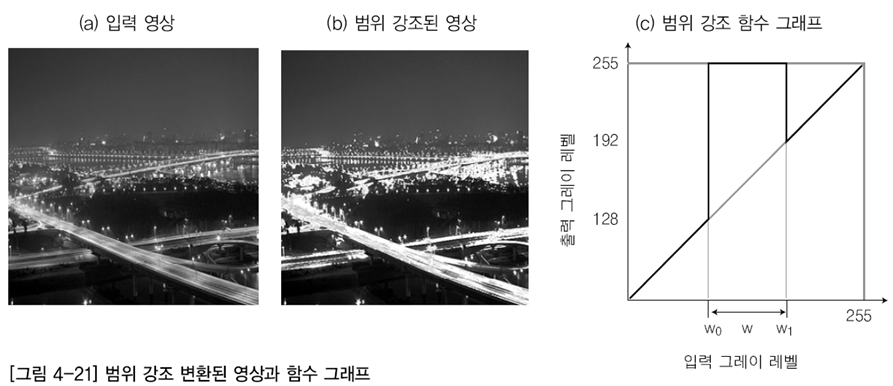 (a) 입력 영상
(b) 범위 강조된 영상
(c) 범위 강조 함수 그래프
255
192
128
출력 그레이 레벨
w₀ w w₁
255
입력 그레이 레벨
[그림 4-21] 범위 강조 변환된 영상과 함수 그래프